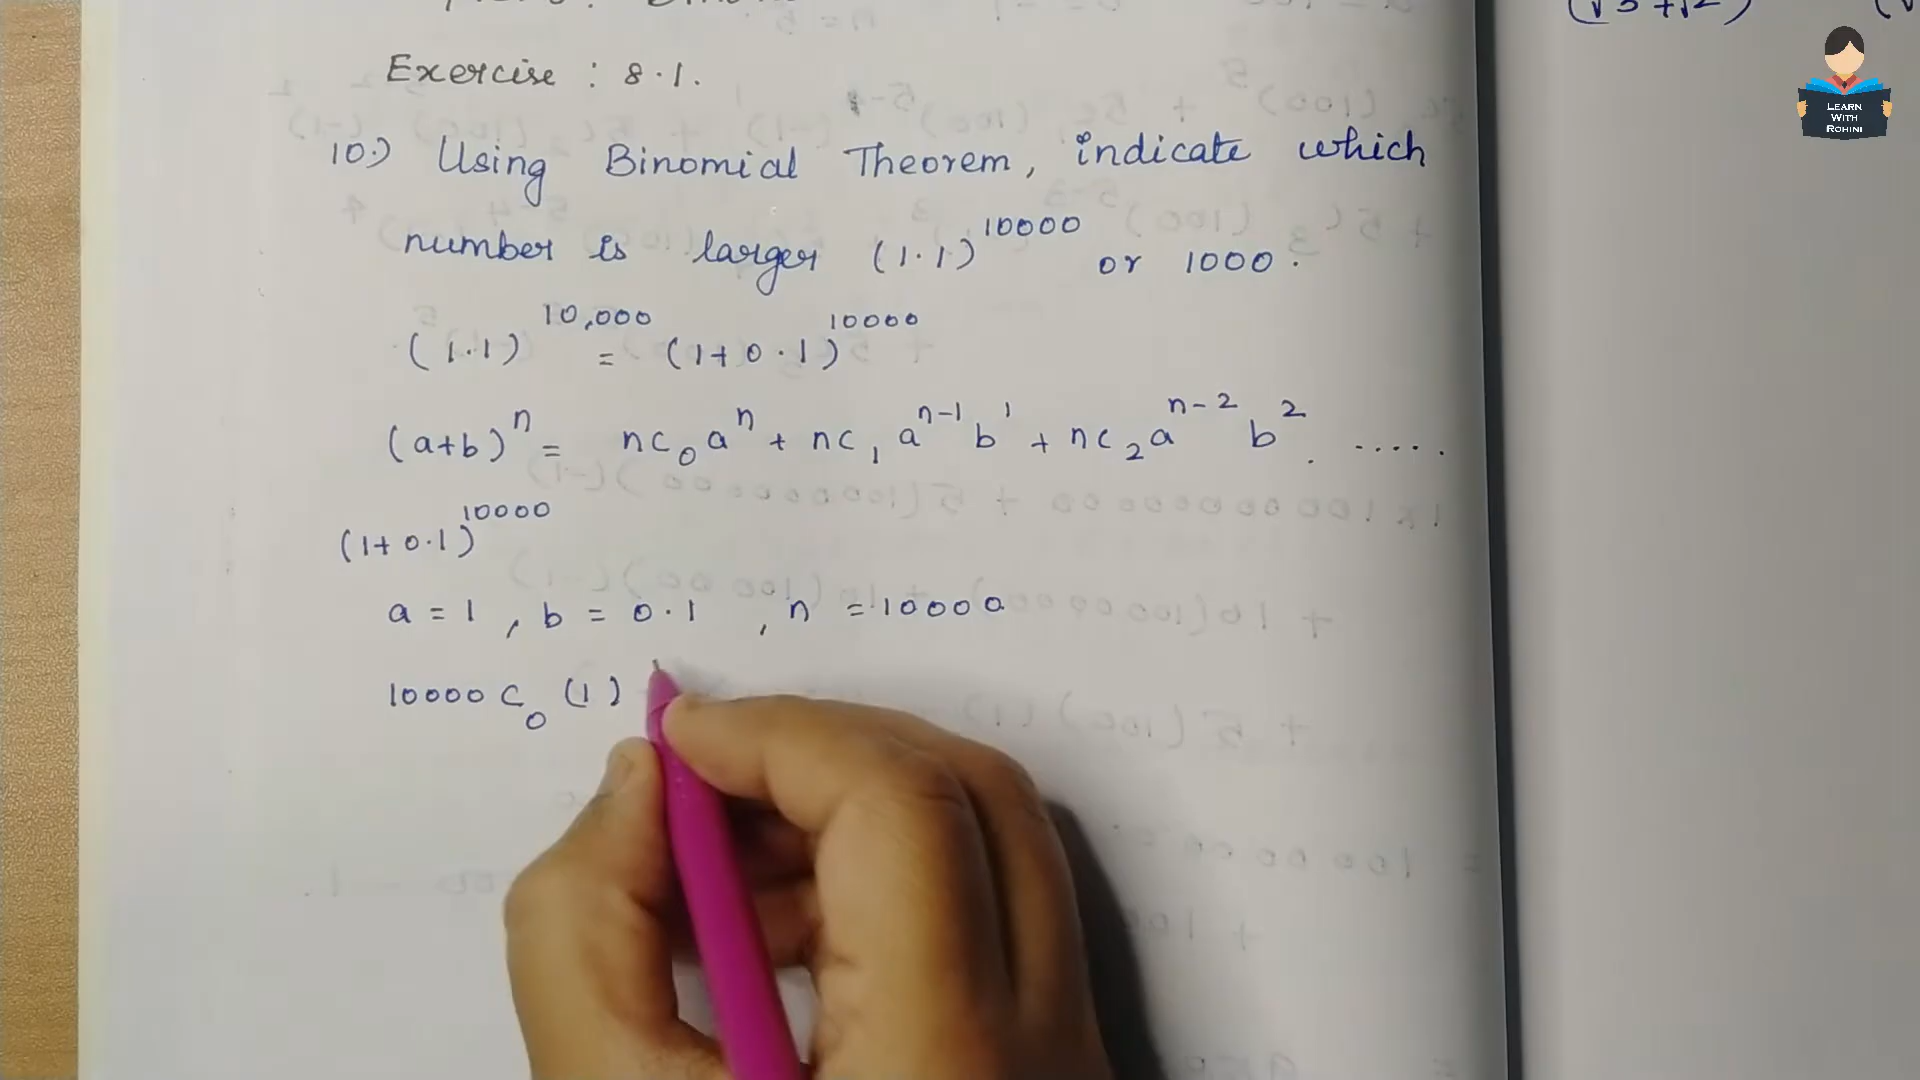 Exercise : 8.1.
10.) Using Binomial Theorem, indicate which
number is larger (1.1)^10000 or 1000.
(1.1)^10,000 = (1+0.1)^10000
(a+b)^n = nc₀ a^n + nc₁ a^n-1 b^1 + nc₂ a^n-2 b^2. .....
(1+0.1)^10000
a = 1, b = 0.1, n = 10000
10000 C₀ (1)
LEARN
WITH
ROHINI